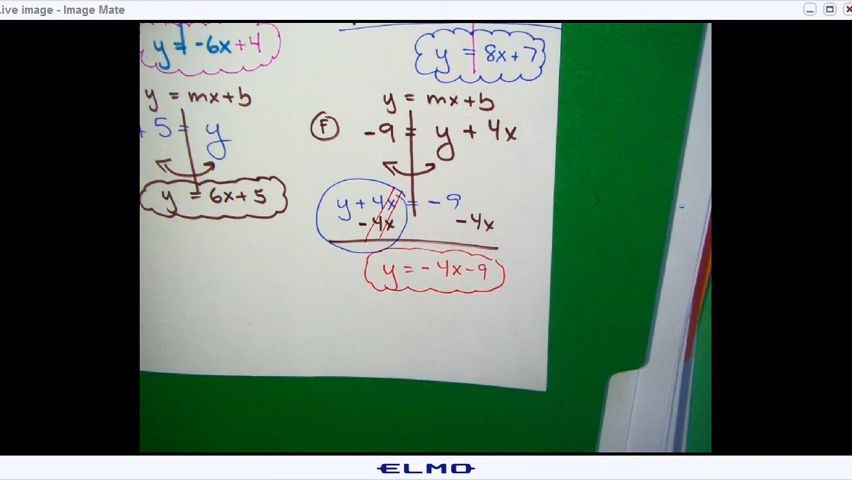 Live image - Image Mate
y = -6x+4
y = 8x+7
y = mx+b
+ 5 = y
y = 6x+5
y = mx+b
F -9 = y + 4x
y + 4x = -9
-4x -4x
y = -4x-9
ELMO